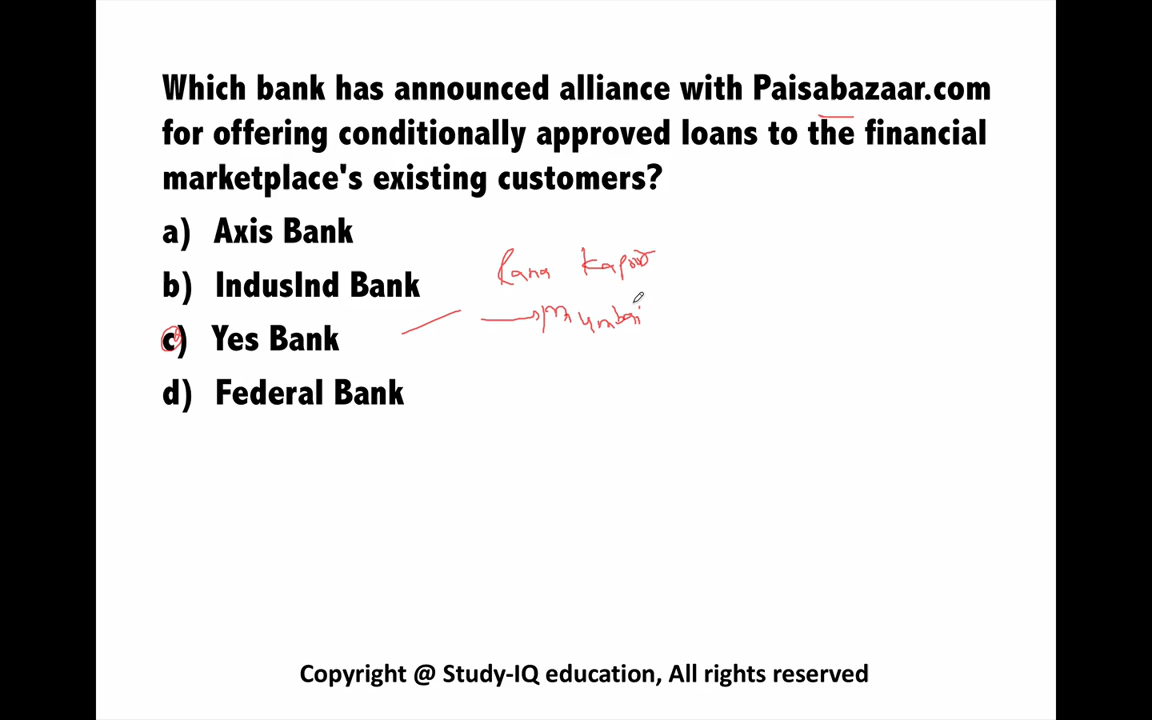 Which bank has announced alliance with Paisabazaar.com
for offering conditionally approved loans to the financial
marketplace's existing customers?
a) Axis Bank
b) IndusInd Bank
Rana Kapoor
c) Yes Bank
Mumbai
d) Federal Bank
Copyright @ Study-IQ education, All rights reserved